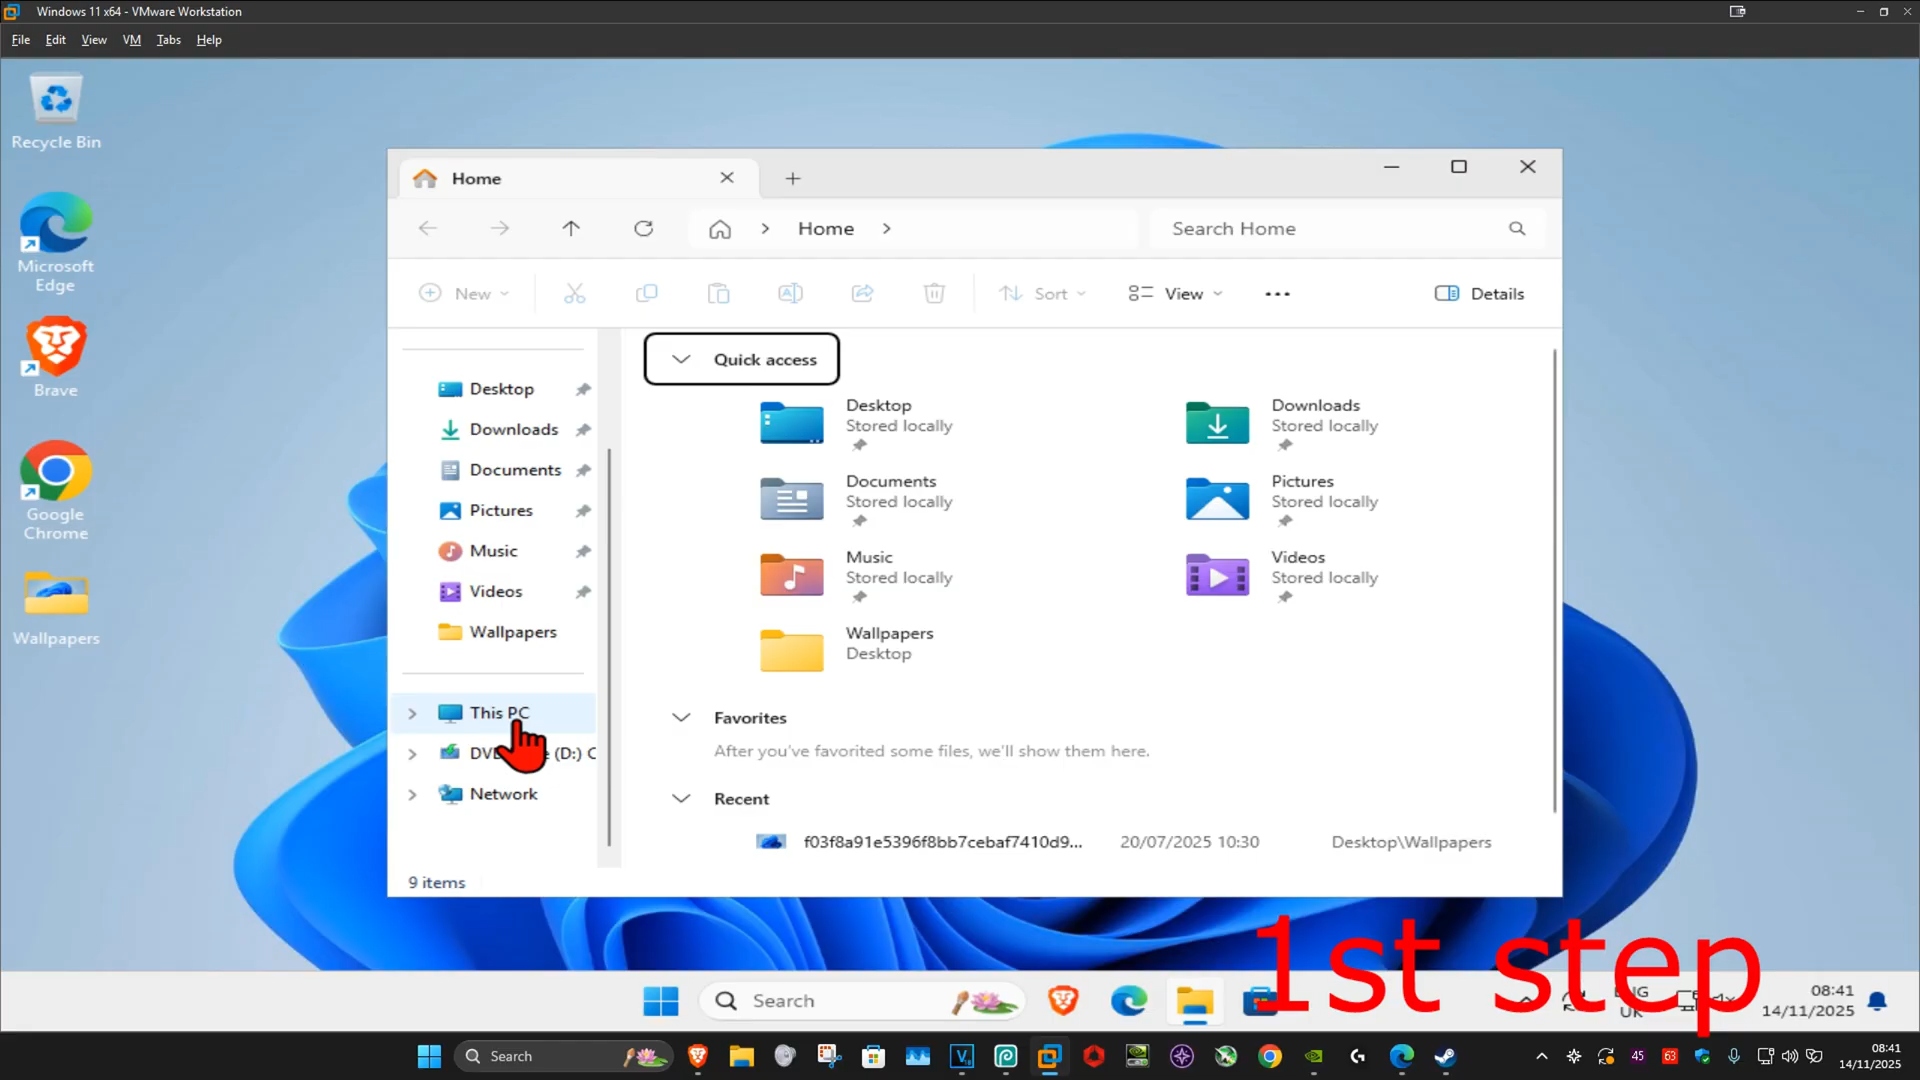 Windows 11 x64 - VMware Workstation
File Edit View VM Tabs Help
Recycle Bin
Microsoft
Edge
Brave
Google
Chrome
Wallpapers
Home
Home
Search Home
New
Sort
View
Details
Desktop
Downloads
Documents
Pictures
Music
Videos
Wallpapers
This PC
(D:) C
Network
9 items
Quick access
Desktop
Stored locally
Downloads
Stored locally
Documents
Stored locally
Pictures
Stored locally
Music
Stored locally
Videos
Stored locally
Wallpapers
Desktop
Favorites
After you've favorited some files, we'll show them here.
Recent
f03f8a91e5396f8bb7cebaf7410d9... 20/07/2025 10:30 Desktop\Wallpapers
1st step
Search
ENG
UK
08:41
14/11/2025
Search
45
63
08:41
14/11/2025